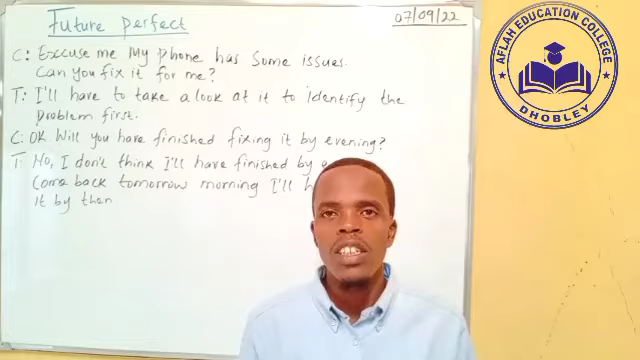 Future perfect
07/09/22
C: Excuse me My phone has some issues.
Can you fix it for me?
T: I'll have to take a look at it to identify the
problem first.
C: OK Will you have finished fixing it by evening?
T: No, I don't think I'll have finished by
Come back tomorrow morning I'll
it by then
AFLAH EDUCATION COLLEGE
DHOBLEY